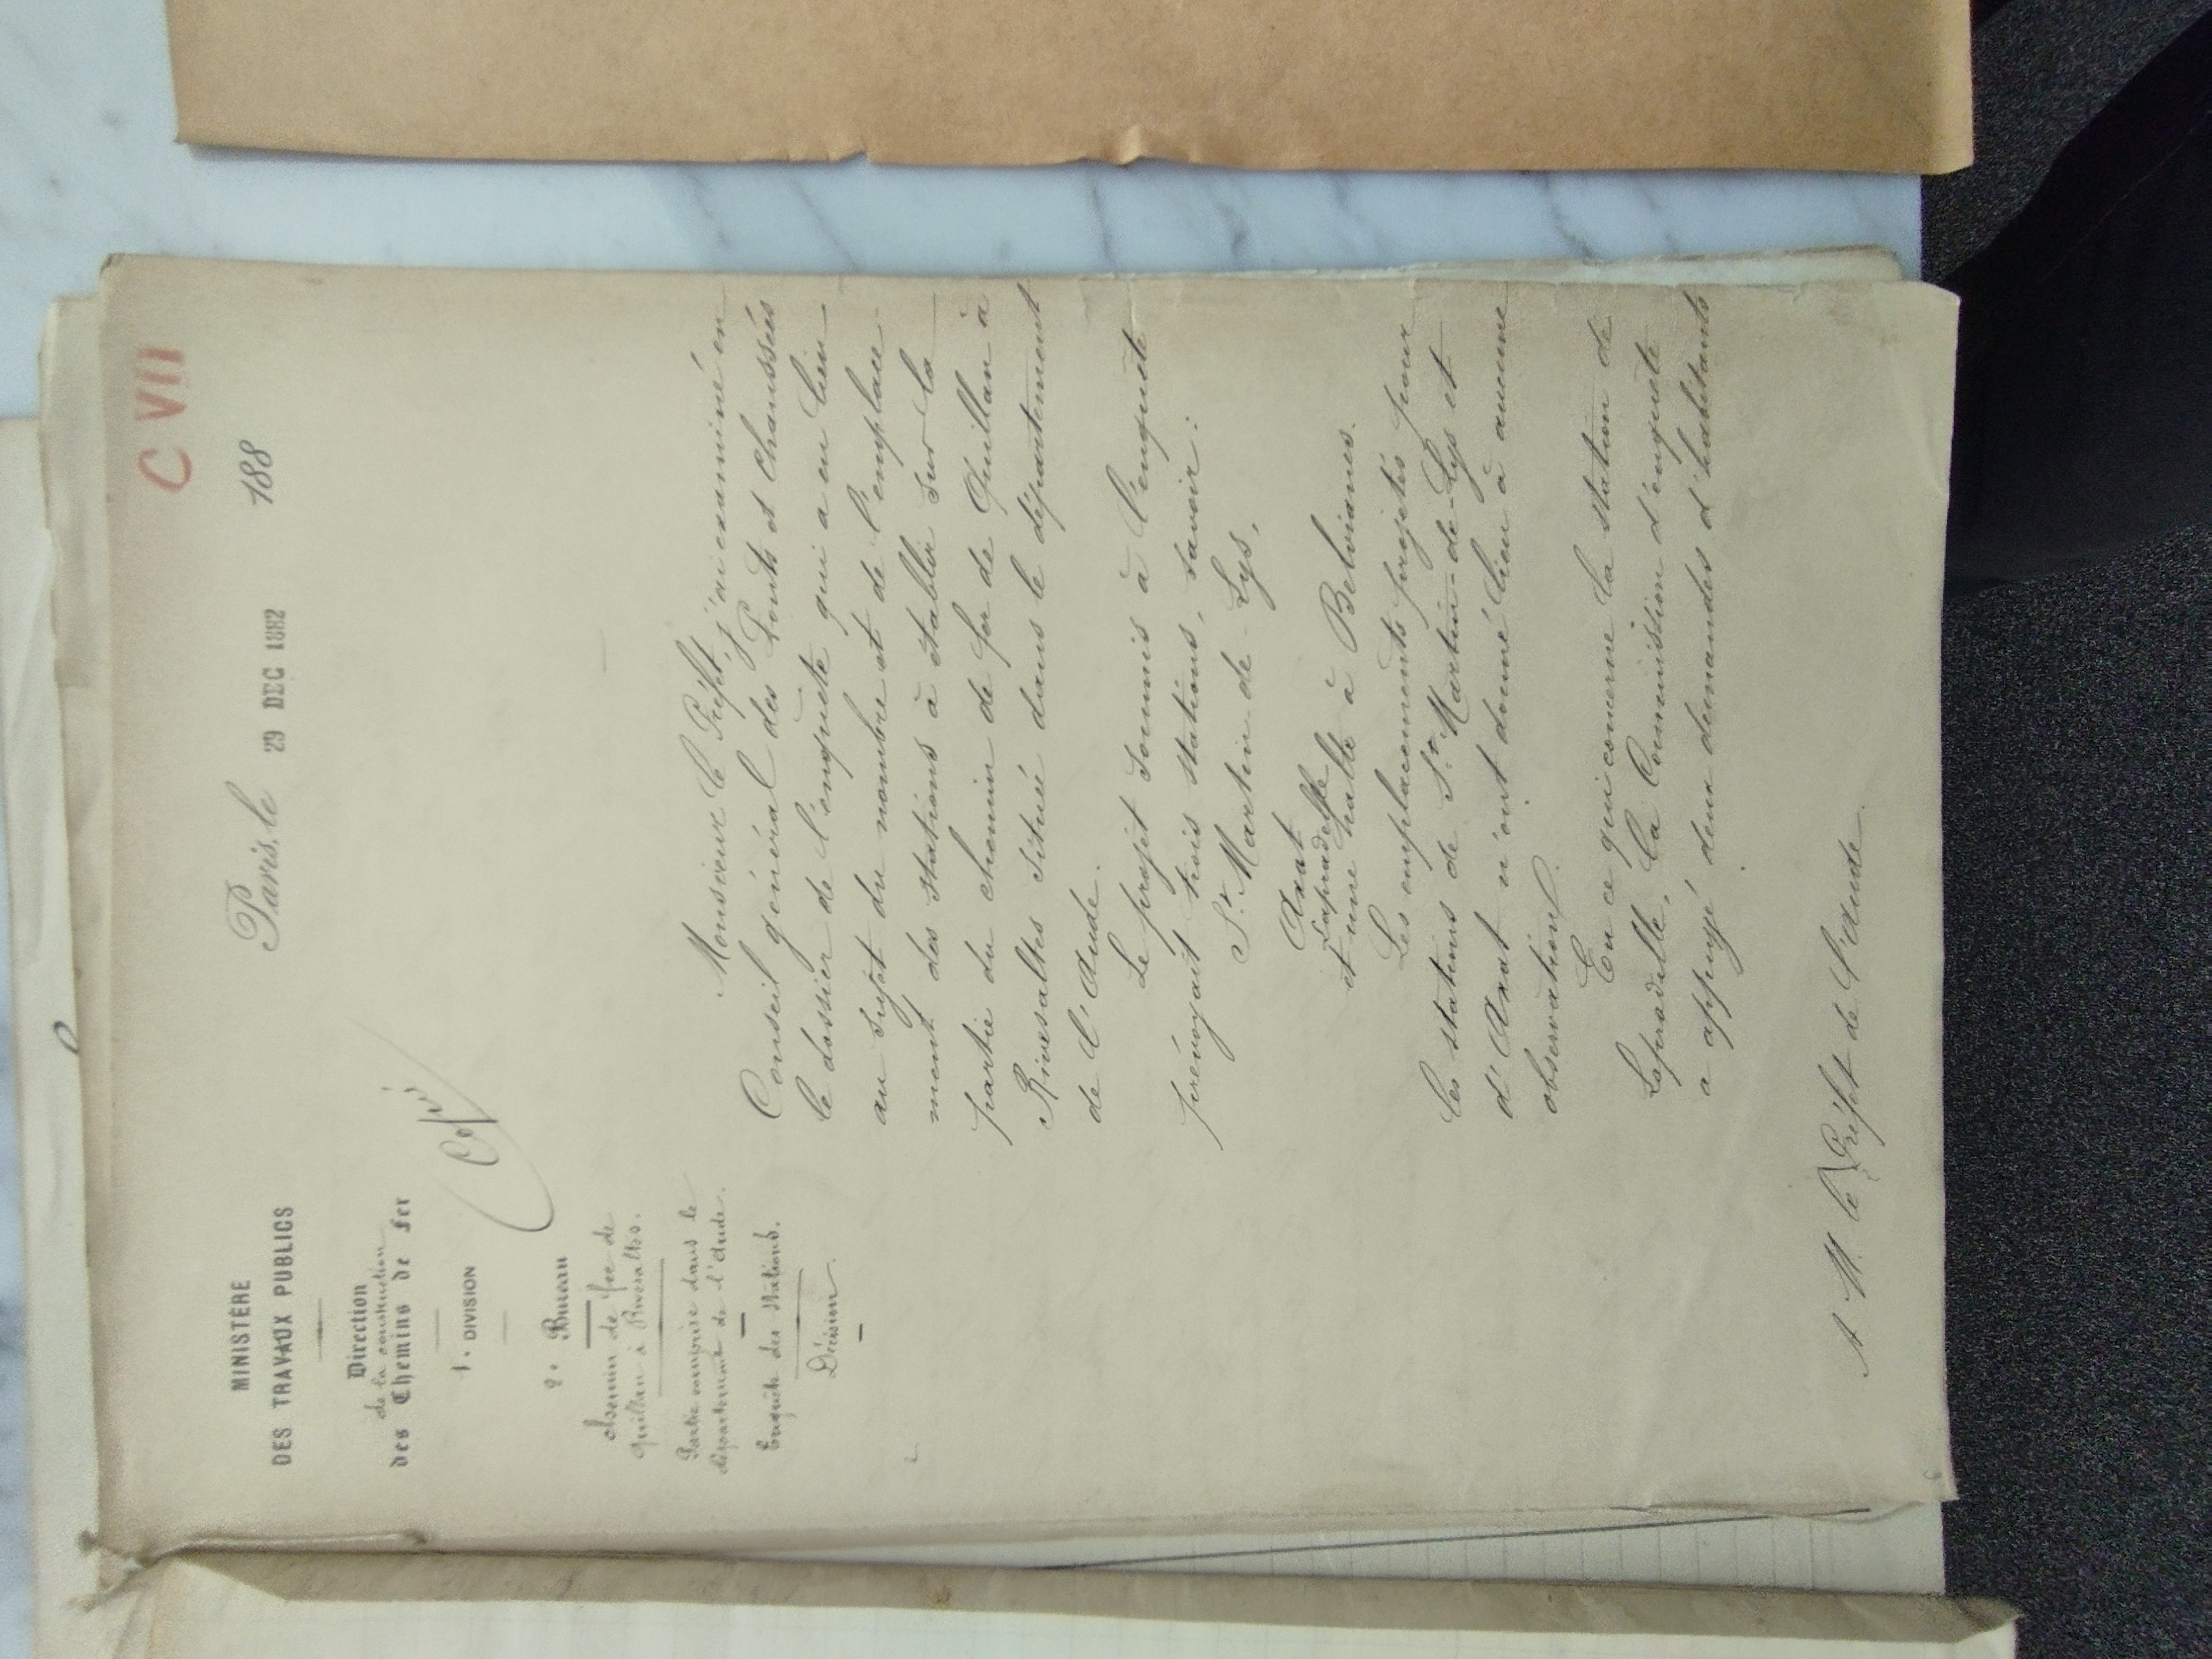 C VII
MINISTÈRE
DES TRAVAUX PUBLICS
Direction
de la construction
des Chemins de fer
1e DIVISION
2e Bureau
chemin de fer de
Quillan à Rivesaltes.
Partie comprise dans le
département de l'Aude.
Enquête des Stations.
Décision.
Paris, le 29 DEC 1882 188
Copié
Monsieur le Préfet, j'ai examiné en
Conseil général des Ponts et Chaussées
le dossier de l'enquête qui a eu lieu
au sujet du nombre et de l'emplace-
ment des stations à établir sur la
partie du chemin de fer de Quillan à
Rivesaltes située dans le département
de l'Aude.
Le projet soumis à l'enquête
prévoyait trois stations, savoir :
St. Martin-de-Lys,
Axat
Lapradelle
et une halte à Belvianes.
Les emplacements projetés pour
les stations de St. Martin-de-Lys et
d'Axat n'ont donné lieu à aucune
observation.
En ce qui concerne la station de
Lapradelle, la Commission d'enquête
a appuyé deux demandes d'habitants
A M. le Préfet de l'Aude.